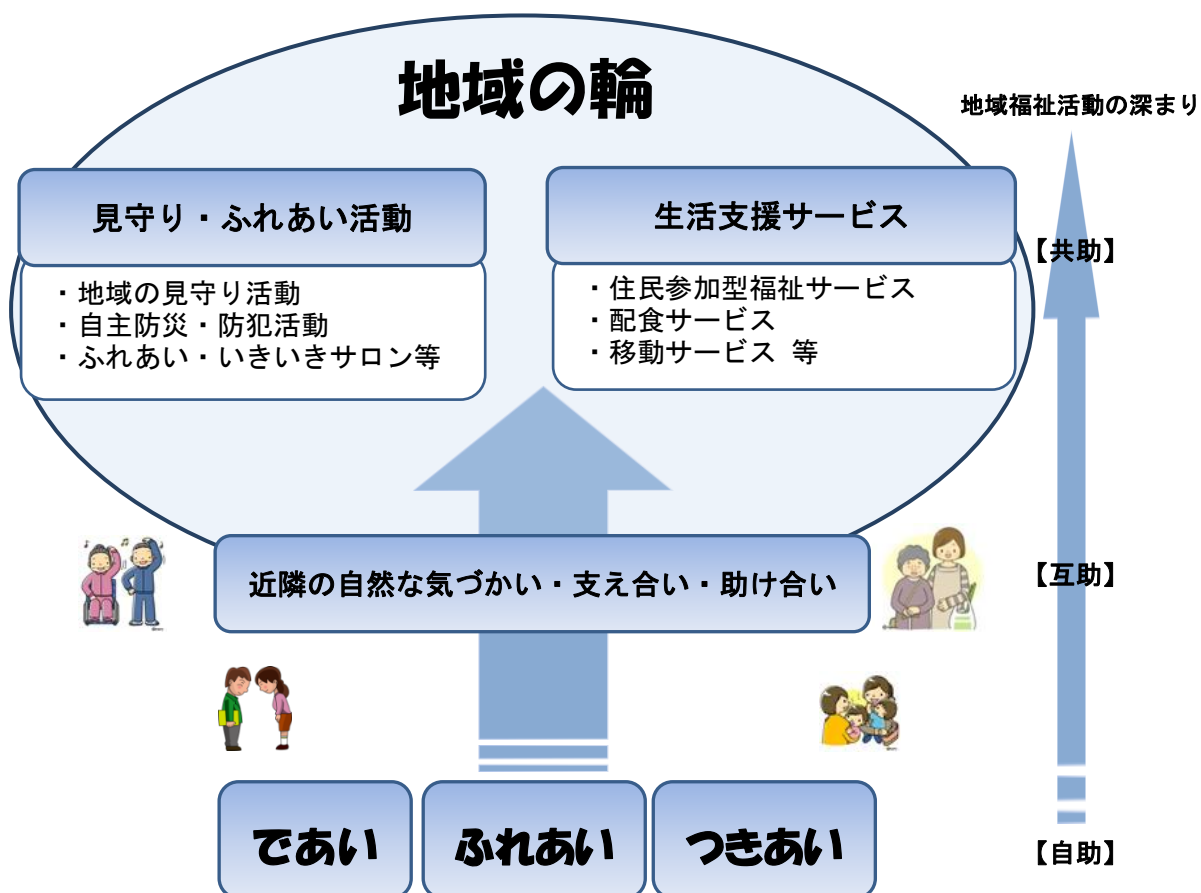 地域の輪
地域福祉活動の深まり
見守り・ふれあい活動
・地域の見守り活動
・自主防災・防犯活動
・ふれあい・いきいきサロン等
生活支援サービス
・住民参加型福祉サービス
・配食サービス
・移動サービス 等
【共助】
近隣の自然な気づかい・支え合い・助け合い
【互助】
であい
ふれあい
つきあい
【自助】